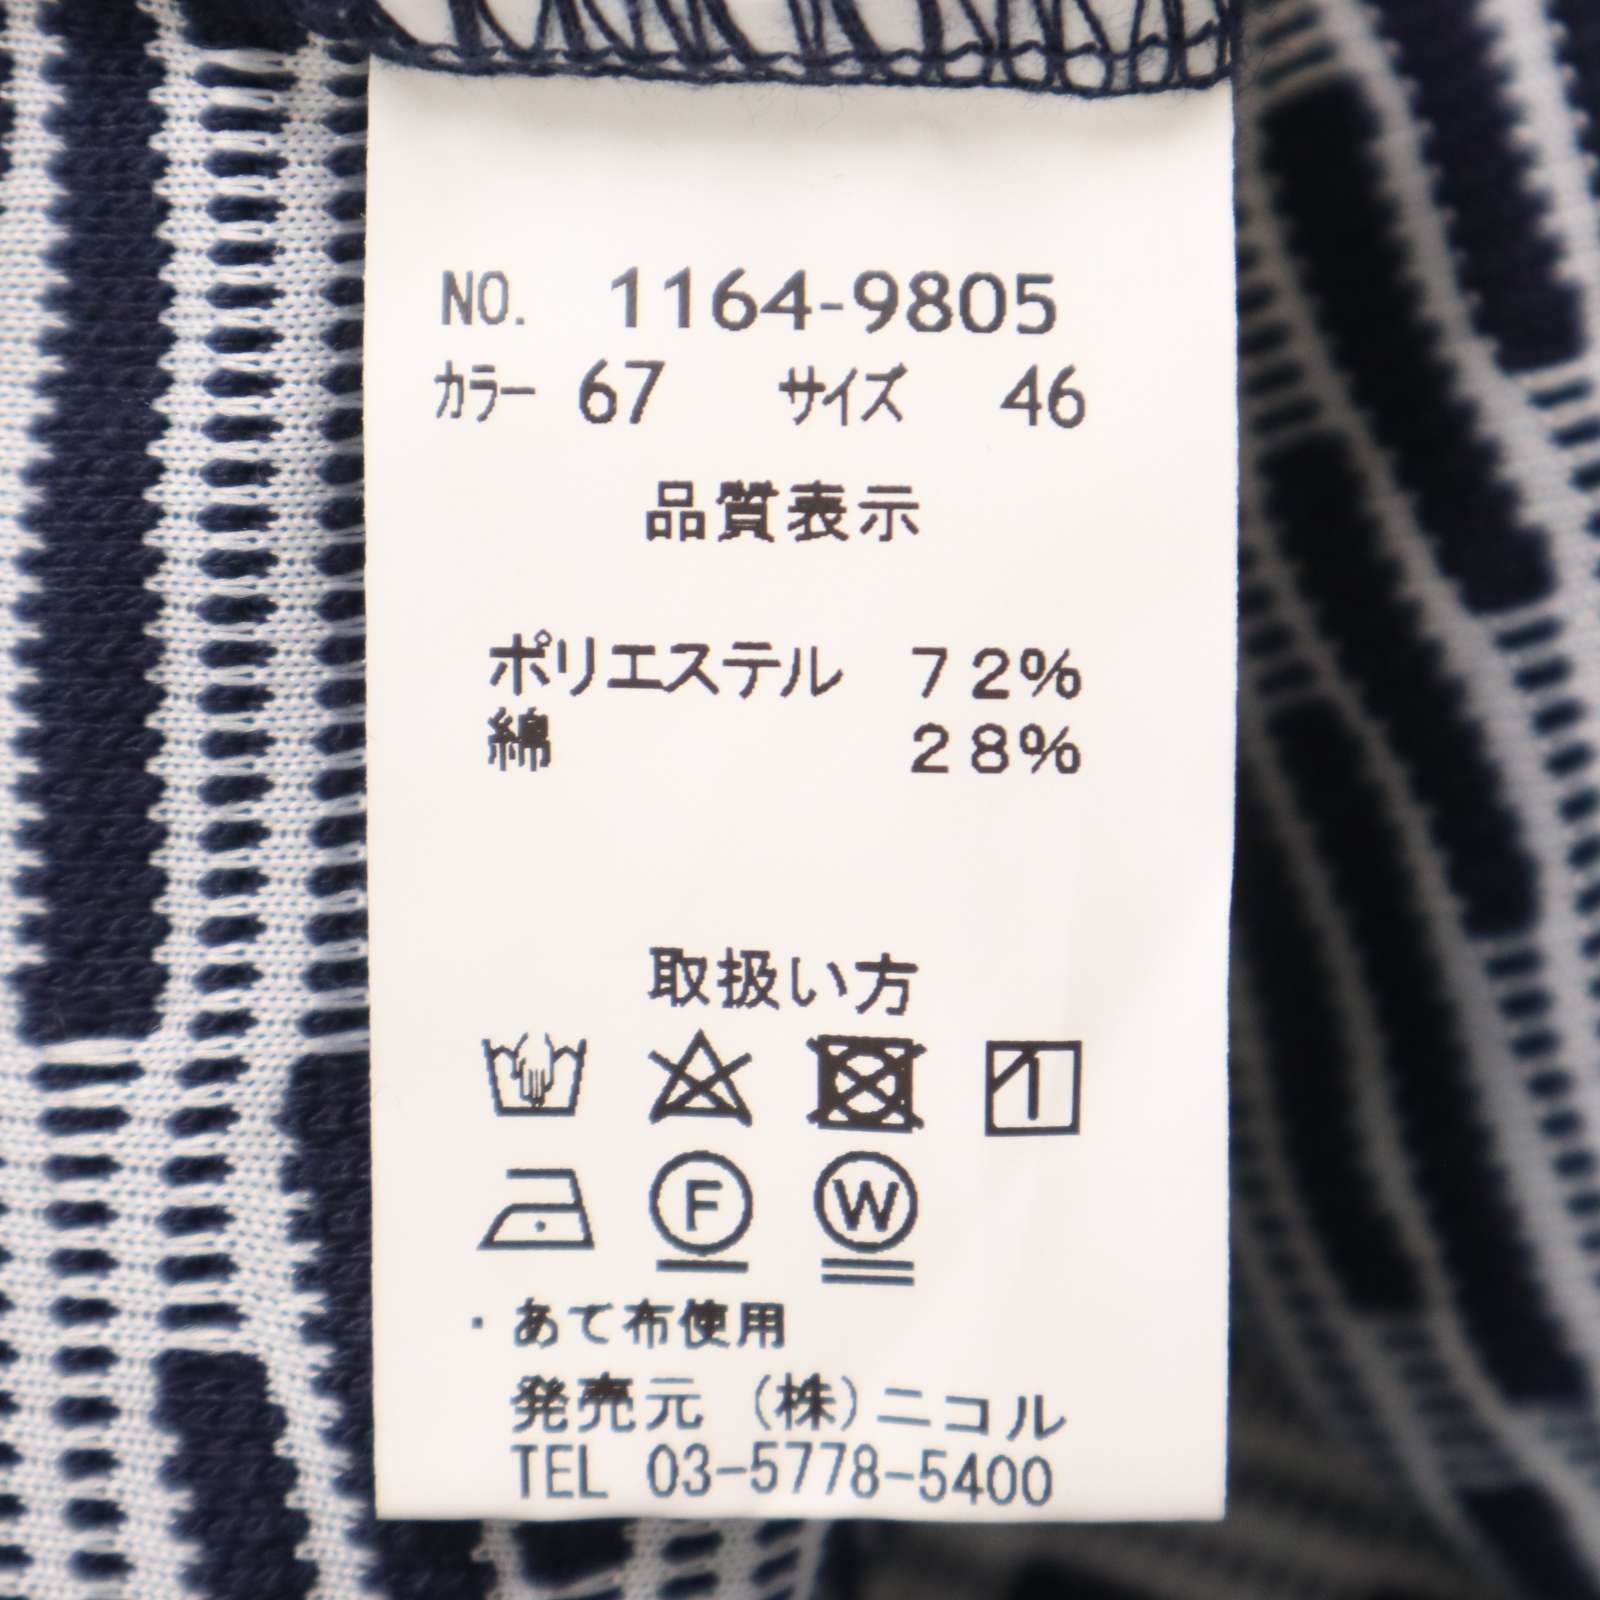 NO. 1164-9805
カラー 67 サイズ 46
品質表示
ポリエステル 72%
綿 28%
取扱い方
F W
・あて布使用
発売元 (株)ニコル
TEL 03-5778-5400